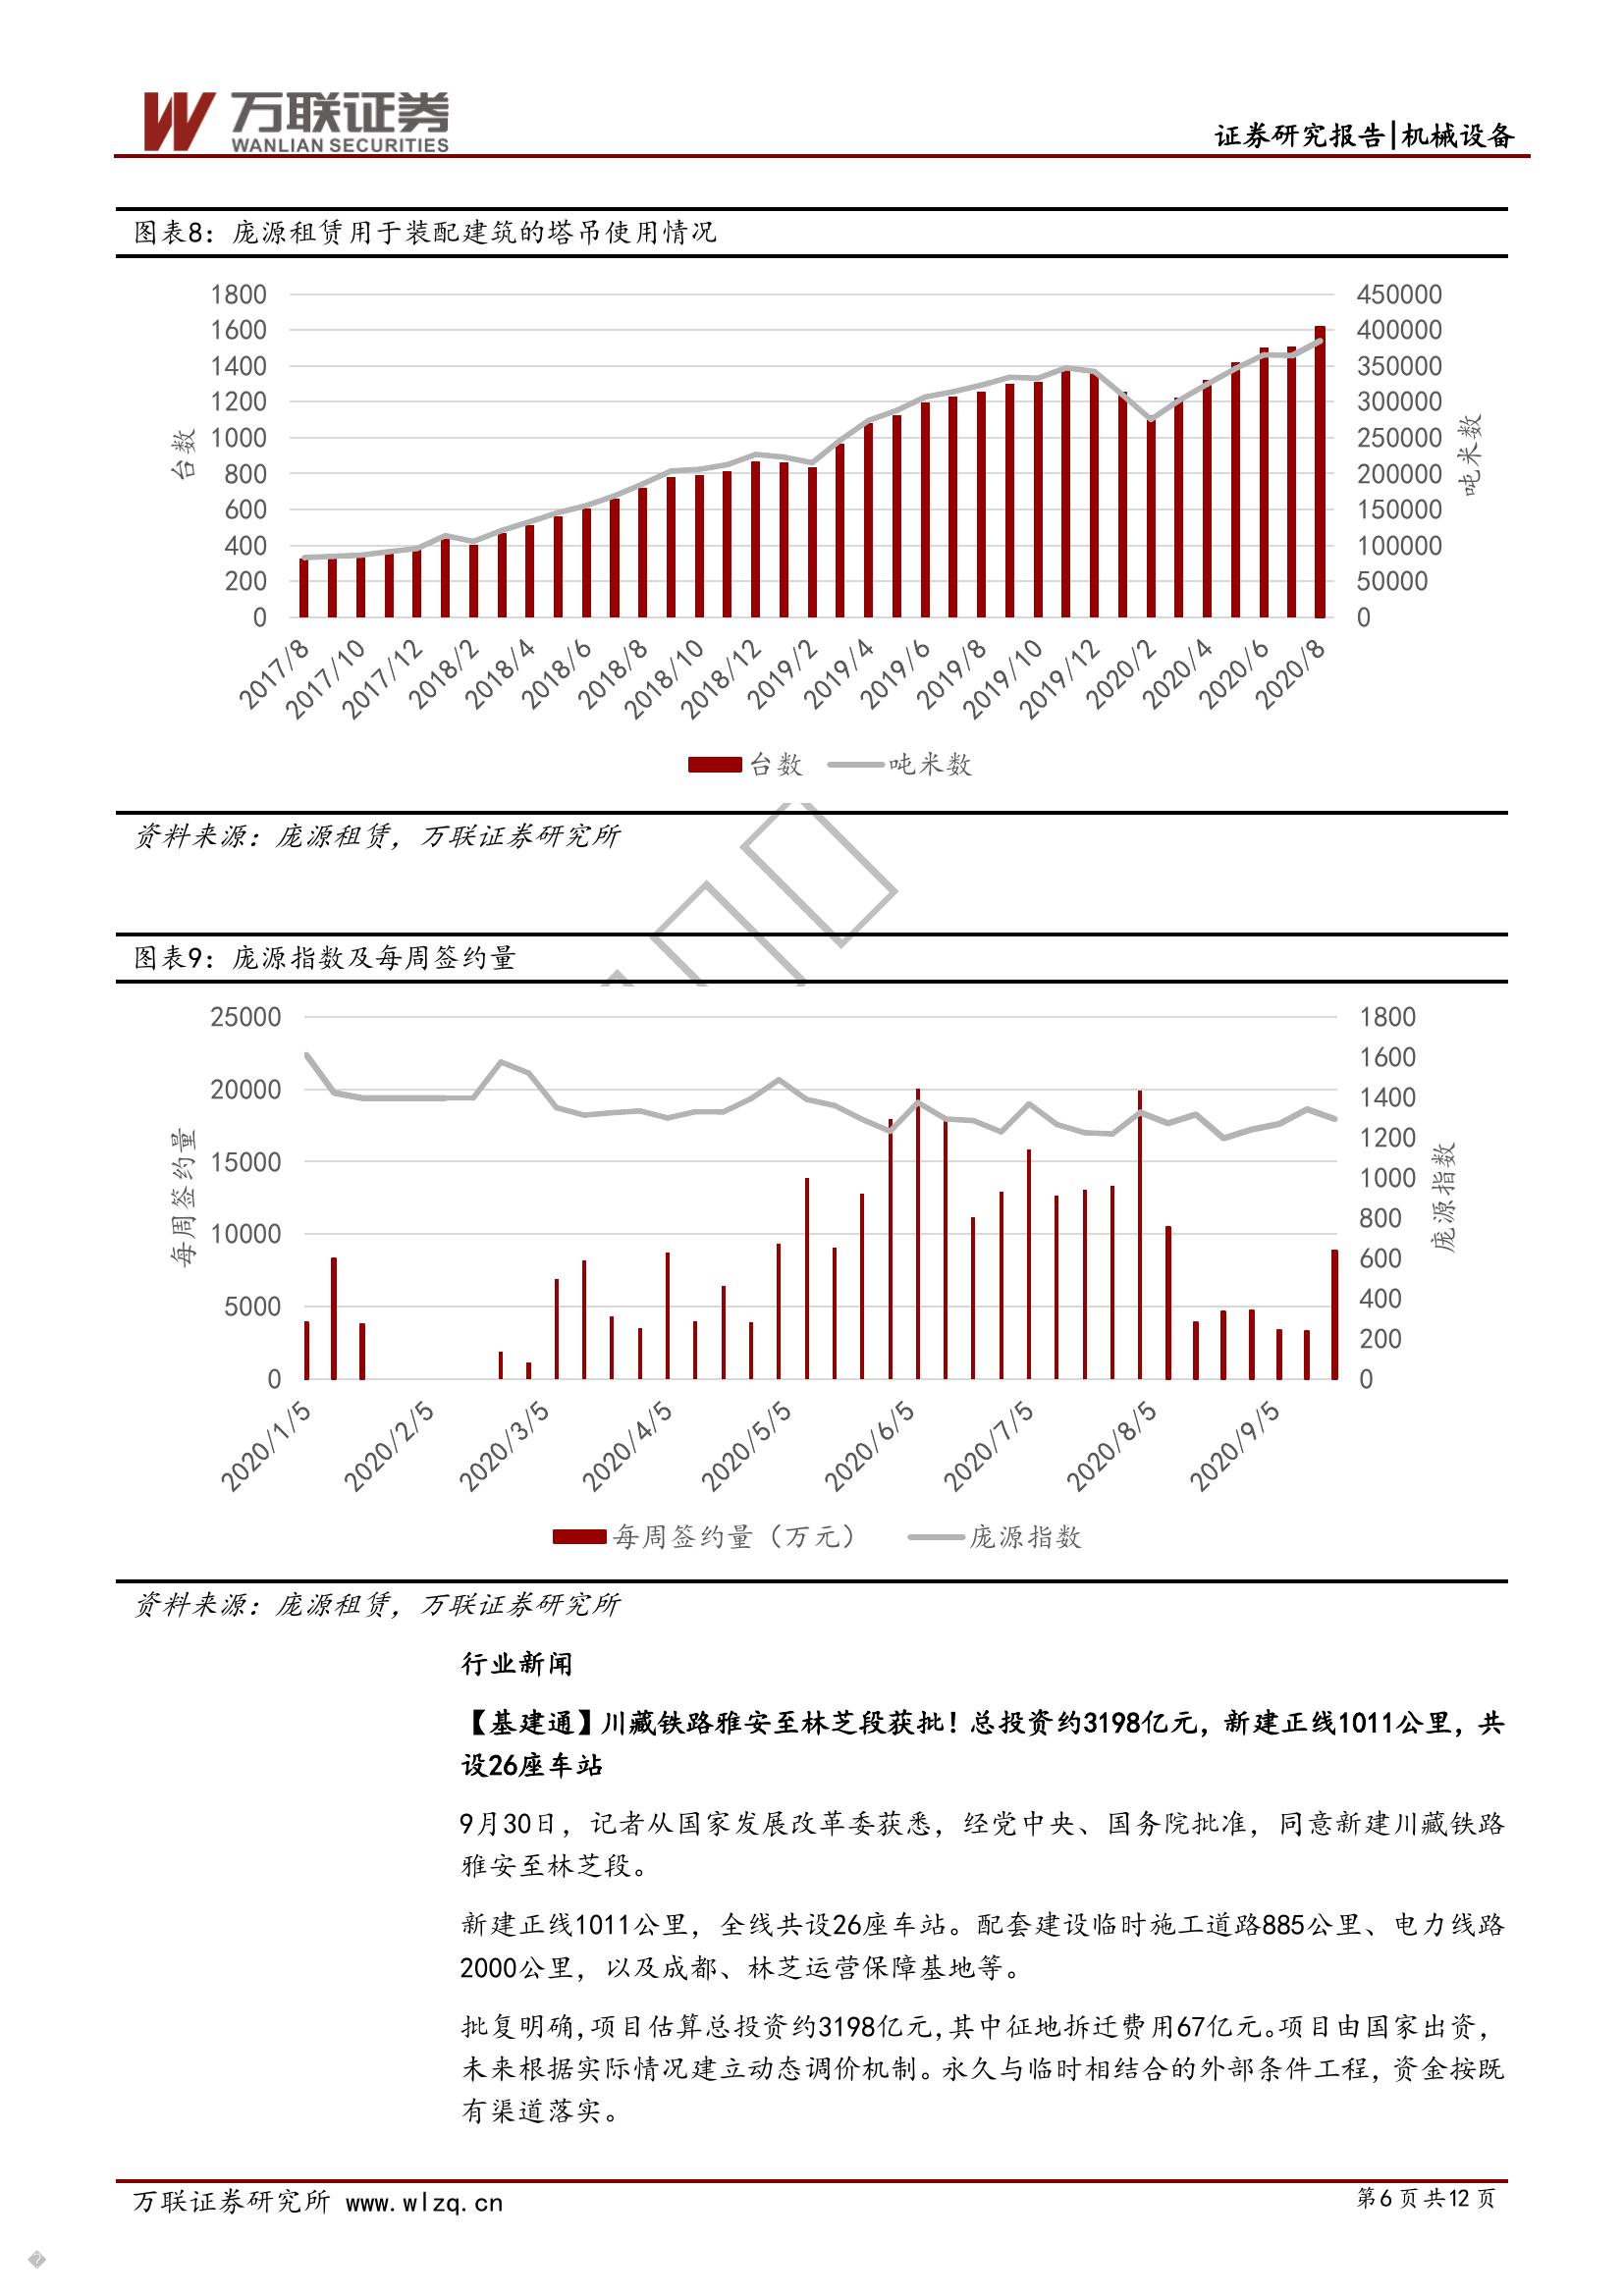 万联证券
WANLIAN SECURITIES
证券研究报告|机械设备
图表8：庞源租赁用于装配建筑的塔吊使用情况
1800
1600
1400
1200
1000
800
600
400
200
0
台数
450000
400000
350000
300000
250000
200000
150000
100000
50000
0
吨米数
2017/8
2017/10
2017/12
2018/2
2018/4
2018/6
2018/8
2018/10
2018/12
2019/2
2019/4
2019/6
2019/8
2019/10
2019/12
2020/2
2020/4
2020/6
2020/8
台数 吨米数
资料来源：庞源租赁，万联证券研究所
图表9：庞源指数及每周签约量
25000
20000
15000
10000
5000
0
每周签约量
1800
1600
1400
1200
1000
800
600
400
200
0
庞源指数
2020/1/5
2020/2/5
2020/3/5
2020/4/5
2020/5/5
2020/6/5
2020/7/5
2020/8/5
2020/9/5
每周签约量（万元） 庞源指数
资料来源：庞源租赁，万联证券研究所
行业新闻
【基建通】川藏铁路雅安至林芝段获批！总投资约3198亿元，新建正线1011公里，共
设26座车站
9月30日，记者从国家发展改革委获悉，经党中央、国务院批准，同意新建川藏铁路
雅安至林芝段。
新建正线1011公里，全线共设26座车站。配套建设临时施工道路885公里、电力线路
2000公里，以及成都、林芝运营保障基地等。
批复明确，项目估算总投资约3198亿元，其中征地拆迁费用67亿元。项目由国家出资，
未来根据实际情况建立动态调价机制。永久与临时相结合的外部条件工程，资金按既
有渠道落实。
万联证券研究所 www.wlzq.cn
第6页共12页